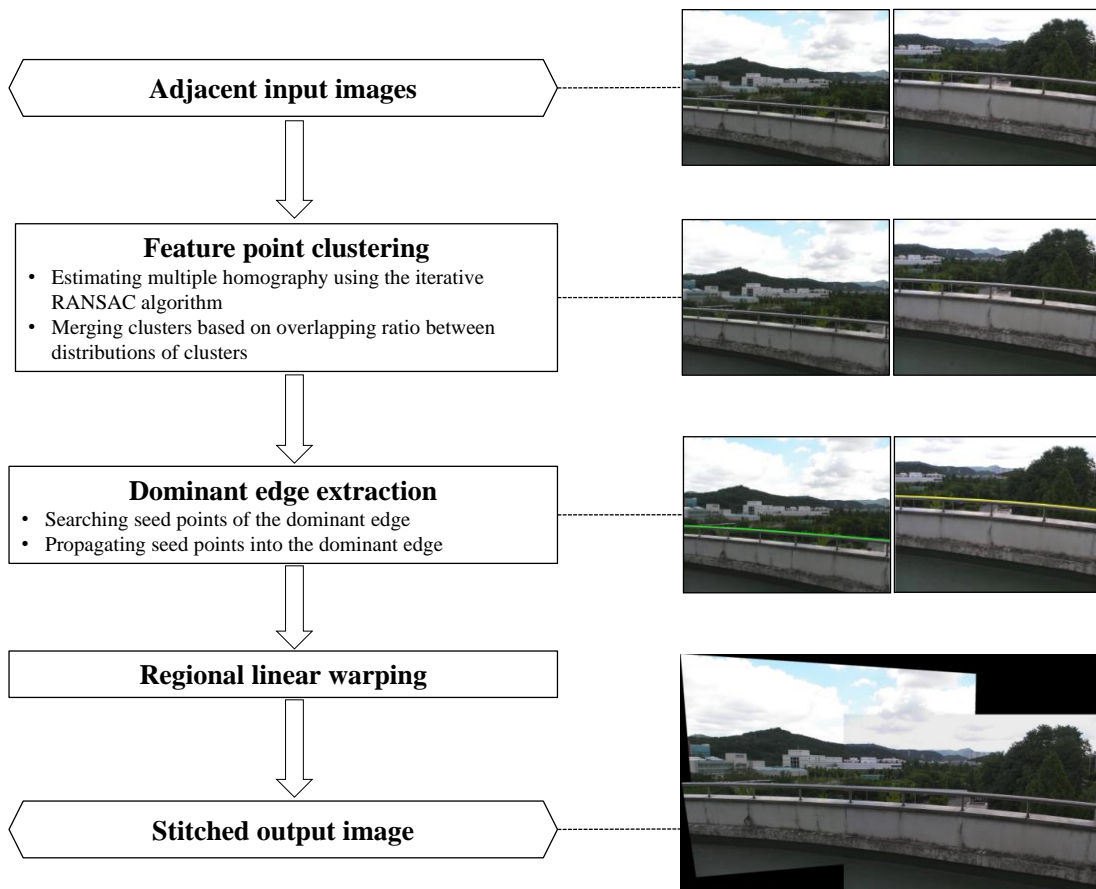 Adjacent input images
Feature point clustering
• Estimating multiple homography using the iterative
RANSAC algorithm
• Merging clusters based on overlapping ratio between
distributions of clusters
Dominant edge extraction
• Searching seed points of the dominant edge
• Propagating seed points into the dominant edge
Regional linear warping
Stitched output image